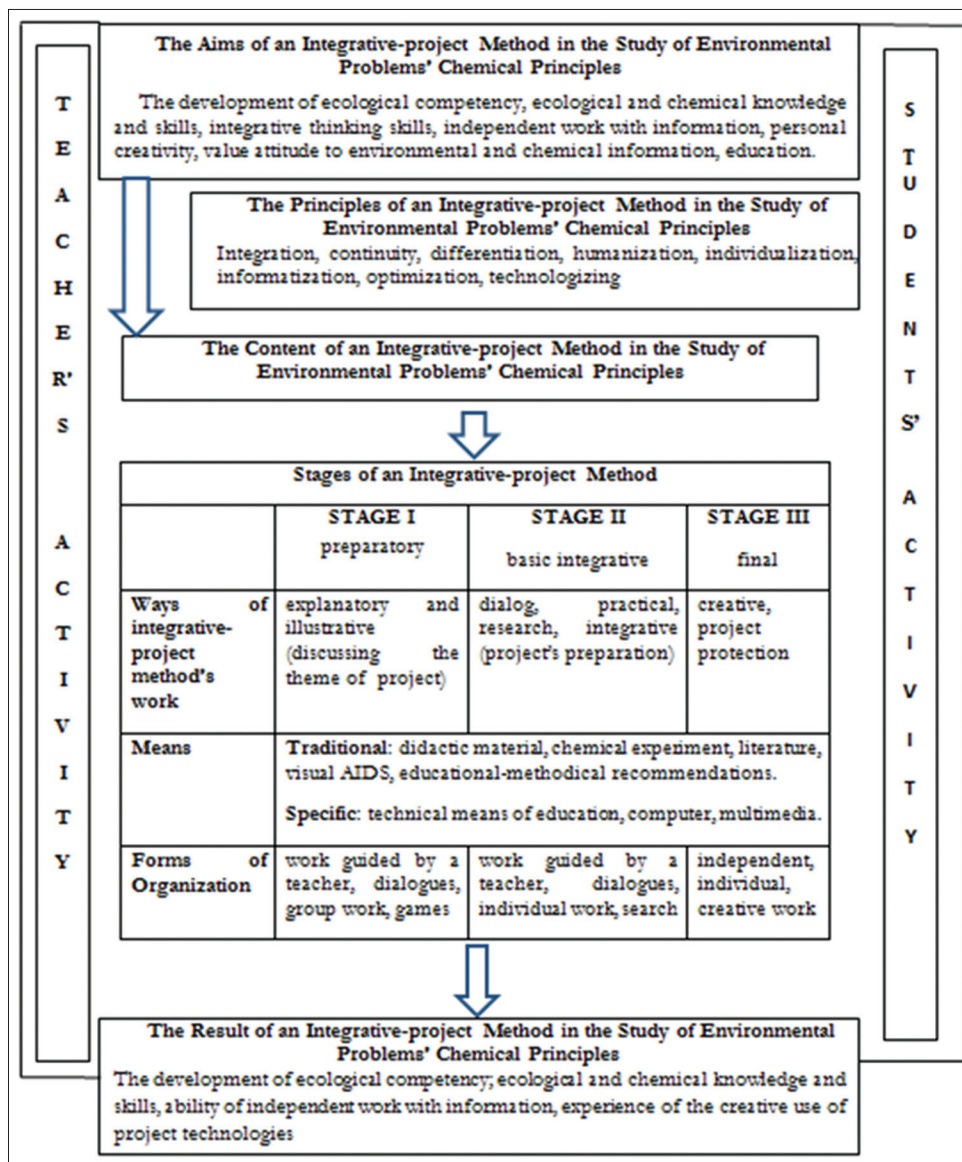 TEACHER'S ACTIVITY
The Aims of an Integrative-project Method in the Study of Environmental
Problems' Chemical Principles
The development of ecological competency, ecological and chemical knowledge
and skills, integrative thinking skills, independent work with information, personal
creativity, value attitude to environmental and chemical information, education.
The Principles of an Integrative-project Method in the Study of
Environmental Problems' Chemical Principles
Integration, continuity, differentiation, humanization, individualization,
informatization, optimization, technologizing
The Content of an Integrative-project Method in the Study of
Environmental Problems' Chemical Principles
Stages of an Integrative-project Method
STAGE I
preparatory
STAGE II
basic integrative
STAGE III
final
Ways of
integrative-
project
method's
work
explanatory and
illustrative
(discussing the
theme of project)
dialog, practical,
research, integrative
(project's preparation)
creative,
project
protection
Means
Traditional: didactic material, chemical experiment, literature,
visual AIDS, educational-methodical recommendations.
Specific: technical means of education, computer, multimedia.
Forms of
Organization
work guided by a
teacher, dialogues,
group work, games
work guided by a
teacher, dialogues,
individual work, search
independent,
individual,
creative work
The Result of an Integrative-project Method in the Study of Environmental
Problems' Chemical Principles
The development of ecological competency; ecological and chemical knowledge and
skills, ability of independent work with information, experience of the creative use of
project technologies
STUDENTS' ACTIVITY